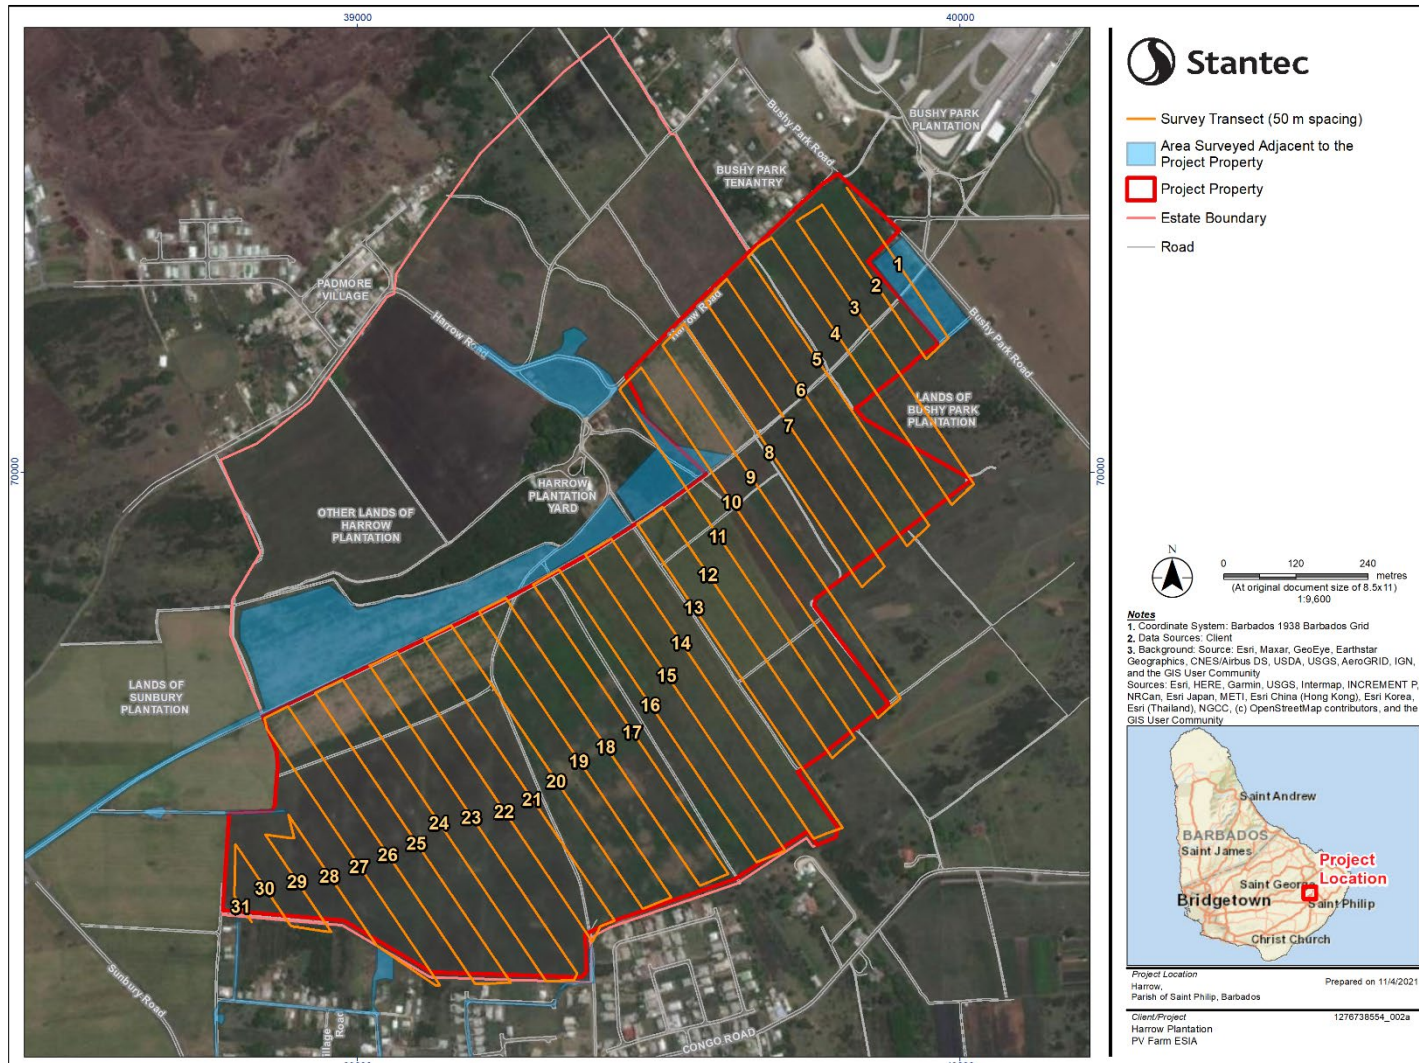 39000
40000
BUSHY PARK
PLANTATION
Bushy Park Road
BUSHY PARK
TENANTRY
PADMORE
VILLAGE
Harrow Road
Harrow Road
Bushy Park Road
LANDS OF
BUSHY PARK
PLANTATION
70000
70000
HARROW
PLANTATION
YARD
OTHER LANDS OF
HARROW
PLANTATION
LANDS OF
SUNBURY
PLANTATION
1
2
3
4
5
6
7
8
9
10
11
12
13
14
15
16
17
18
19
20
21
22
23
24
25
26
27
28
29
30
31
Sunbury Road
Village
Road
CONGO ROAD
Stantec
Survey Transect (50 m spacing)
Area Surveyed Adjacent to the
Project Property
Project Property
Estate Boundary
Road
N
0 120 240
metres
(At original document size of 8.5x11)
1:9,600
Notes
1. Coordinate System: Barbados 1938 Barbados Grid
2. Data Sources: Client
3. Background: Source: Esri, Maxar, GeoEye, Earthstar
Geographics, CNES/Airbus DS, USDA, USGS, AeroGRID, IGN,
and the GIS User Community
Sources: Esri, HERE, Garmin, USGS, Intermap, INCREMENT P,
NRCan, Esri Japan, METI, Esri China (Hong Kong), Esri Korea,
Esri (Thailand), NGCC, (c) OpenStreetMap contributors, and the
GIS User Community
Saint Andrew
BARBADOS
Saint James
Project
Location
Saint George
Bridgetown
Saint Philip
Christ Church
Project Location
Prepared on 11/4/2021
Harrow,
Parish of Saint Philip, Barbados
Client/Project
1276738554_002a
Harrow Plantation
PV Farm ESIA